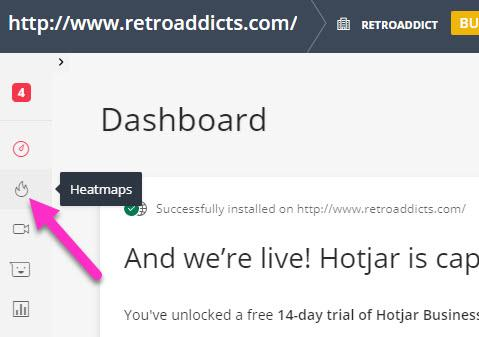 http://www.retroaddicts.com/
RETROADDICT
BU
4
Dashboard
Heatmaps
Successfully installed on http://www.retroaddicts.com/
And we're live! Hotjar is cap
You've unlocked a free 14-day trial of Hotjar Business